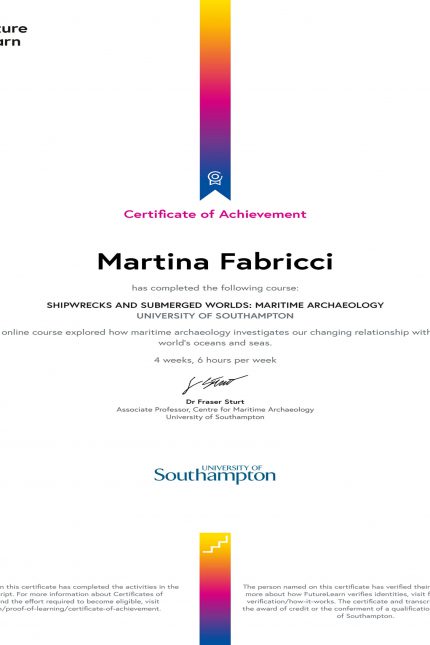 ture
arn
Certificate of Achievement
Martina Fabricci
has completed the following course:
SHIPWRECKS AND SUBMERGED WORLDS: MARITIME ARCHAEOLOGY
UNIVERSITY OF SOUTHAMPTON
online course explored how maritime archaeology investigates our changing relationship with
world's oceans and seas.
4 weeks, 6 hours per week
Dr Fraser Sturt
Associate Professor, Centre for Maritime Archaeology
University of Southampton
UNIVERSITY OF
Southampton
n this certificate has completed the activities in the
ript. For more information about Certificates of
nd the effort required to become eligible, visit
/proof-of-learning/certificate-of-achievement.
The person named on this certificate has verified their
more about how FutureLearn verifies identities, visit f
verification/how-it-works. The certificate and transcr
the award of credit or the conferment of a qualification
of Southampton.